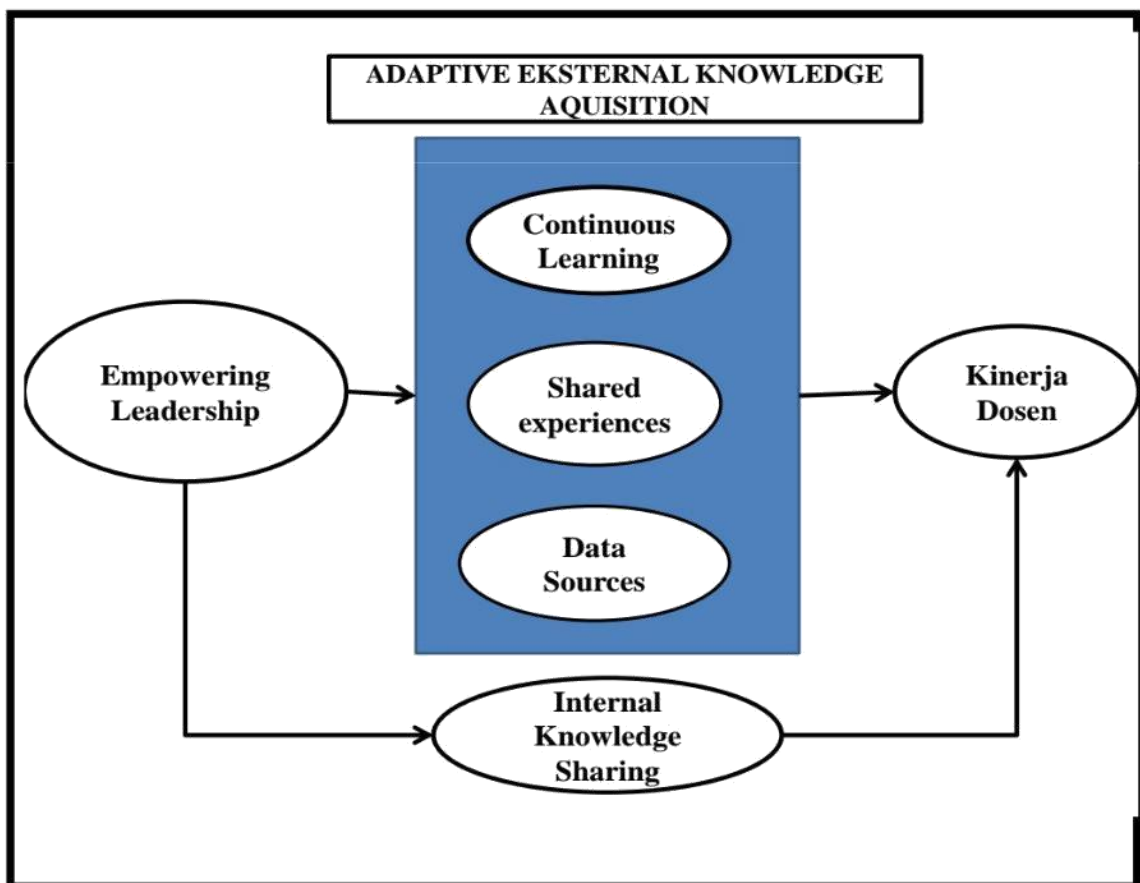 ADAPTIVE EKSTERNAL KNOWLEDGE
AQUISITION
Continuous
Learning
Empowering
Leadership
Shared
experiences
Kinerja
Dosen
Data
Sources
Internal
Knowledge
Sharing